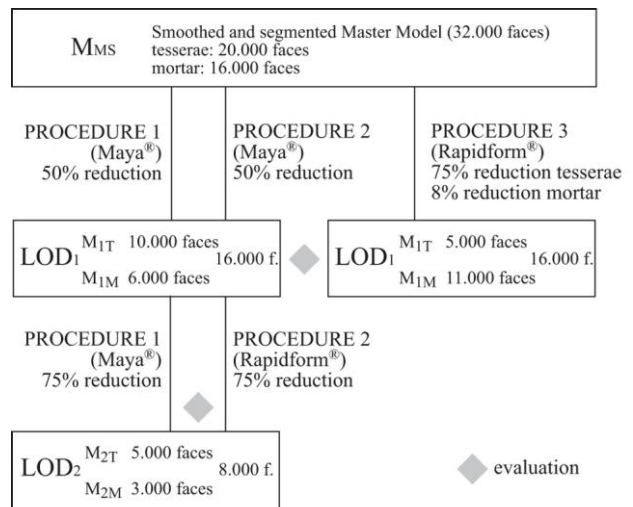 MMS
Smoothed and segmented Master Model (32.000 faces)
tesserae: 20.000 faces
mortar: 16.000 faces
PROCEDURE 1
(Maya®)
50% reduction
PROCEDURE 2
(Maya®)
50% reduction
PROCEDURE 3
(Rapidform®)
75% reduction tesserae
8% reduction mortar
LOD1
M1T 10.000 faces
16.000 f.
M1M 6.000 faces
LOD1
M1T 5.000 faces
16.000 f.
M1M 11.000 faces
PROCEDURE 1
(Maya®)
75% reduction
PROCEDURE 2
(Rapidform®)
75% reduction
LOD2
M2T 5.000 faces
8.000 f.
M2M 3.000 faces
evaluation